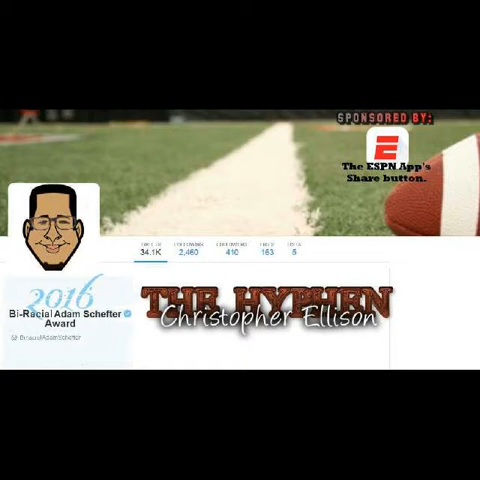 SPONSORED BY:
E
The ESPN App's
Share button.
34.1K 2,460 410 163 5
2016
Bi-Racial Adam Schefter
Award
BiracialAdamSchefter
THE HYPHEN
Christopher Ellison